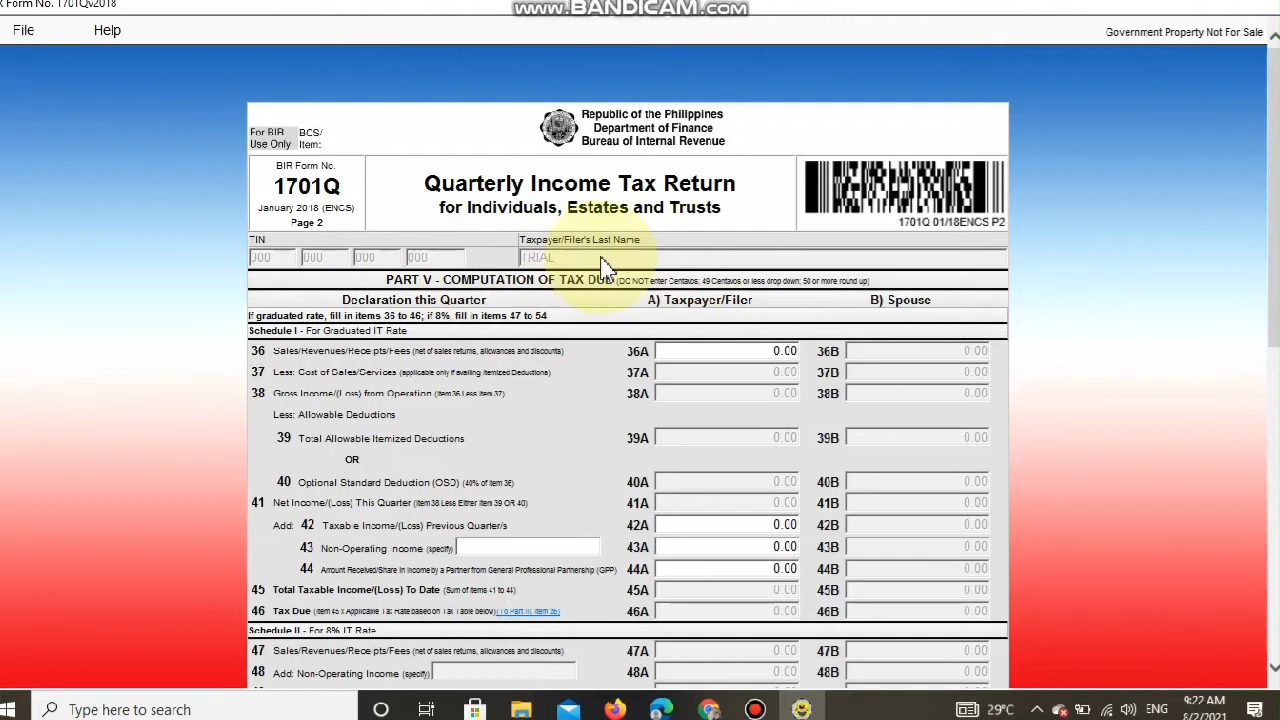 Form No. 1701Qv2018
www.BANDICAM.com
File Help
Government Property Not For Sale
For BIR Use Only
BCS/ Item:
Republic of the Philippines
Department of Finance
Bureau of Internal Revenue
BIR Form No.
1701Q
January 2018 (ENCS)
Page 2
Quarterly Income Tax Return
for Individuals, Estates and Trusts
1701Q 01/18ENCS P2
TIN
Taxpayer/Filer's Last Name
000 000 000 000 TRIAL
PART V - COMPUTATION OF TAX DUE (DO NOT enter Centavos; 49 Centavos or less drop down; 50 or more round up)
Declaration this Quarter A) Taxpayer/Filer B) Spouse
If graduated rate, fill in items 36 to 46; if 8%, fill in items 47 to 54
Schedule I - For Graduated IT Rate
36 Sales/Revenues/Receipts/Fees (net of sales returns, allowances and discounts) 36A 0.00 36B 0.00
37 Less: Cost of Sales/Services (applicable only if availing Itemized Deductions) 37A 0.00 37B 0.00
38 Gross Income/(Loss) from Operation (Item36 Less Item 37) 38A 0.00 38B 0.00
Less: Allowable Deductions
39 Total Allowable Itemized Deductions 39A 0.00 39B 0.00
OR
40 Optional Standard Deduction (OSD) (40% of Item 36) 40A 0.00 40B 0.00
41 Net Income/(Loss) This Quarter (Item38 Less Either Item 39 OR 40) 41A 0.00 41B 0.00
Add: 42 Taxable Income/(Loss) Previous Quarter/s 42A 0.00 42B 0.00
43 Non-Operating Income (specify) 43A 0.00 43B 0.00
44 Amount Received/Share in Income by a Partner from General Professional Partnership (GPP) 44A 0.00 44B 0.00
45 Total Taxable Income/(Loss) To Date (Sum of Items 41 to 44) 45A 0.00 45B 0.00
46 Tax Due (Item 45 x Applicable Tax Rate based on Tax Table below) (To Part III, Item 26) 46A 0.00 46B 0.00
Schedule II - For 8% IT Rate
47 Sales/Revenues/Receipts/Fees (net of sales returns, allowances and discounts) 47A 0.00 47B 0.00
48 Add: Non-Operating Income (specify) 48A 0.00 48B 0.00
Type here to search
29°C
ENG
9:22 AM
/2/2021